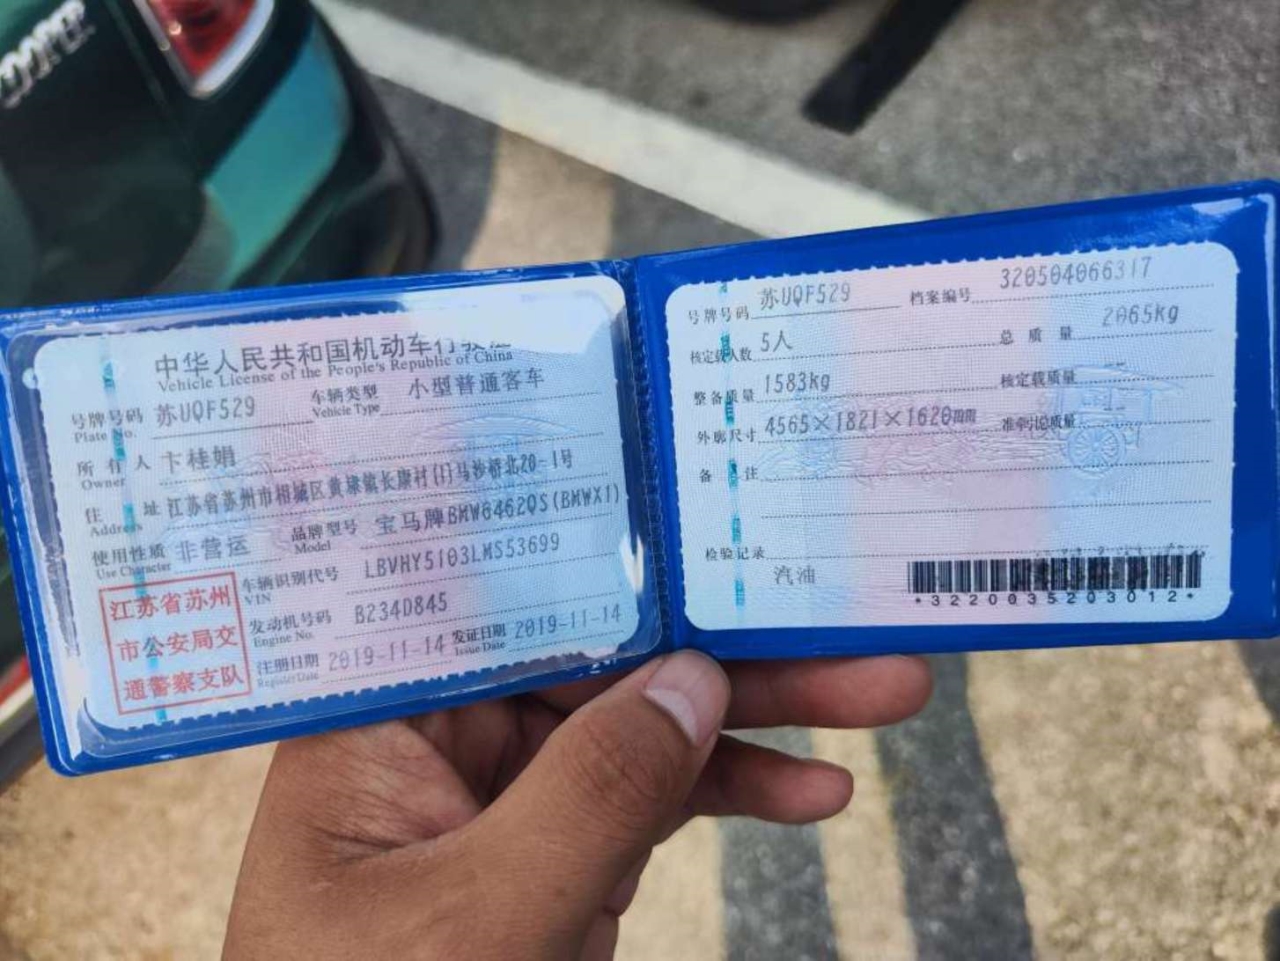 中华人民共和国机动车行驶证
Vehicle License of the People's Republic of China
号牌号码 苏UQF529 车辆类型 小型普通客车
Plate No. Vehicle Type
所有人 卞桂娟
Owner
住址 江苏省苏州市相城区黄埭镇长康村(1)马沙桥北20-1号
Address
使用性质 非营运 品牌型号 宝马牌BMW6462QS(BMWX1)
Use Character Model
车辆识别代号 LBVHY5103LMS53699
VIN
发动机号码 B234D845
Engine No.
注册日期 2019-11-14 发证日期 2019-11-14
Register Date Issue Date
江苏省苏州
市公安局交
通警察支队
号牌号码 苏UQF529 档案编号 320504066317
核定载人数 5人 总质量 2065kg
整备质量 1583kg 核定载质量 --
外廓尺寸 4565×1821×1620mm 准牵引总质量 --
备注
检验记录
汽油
*3220035203012*